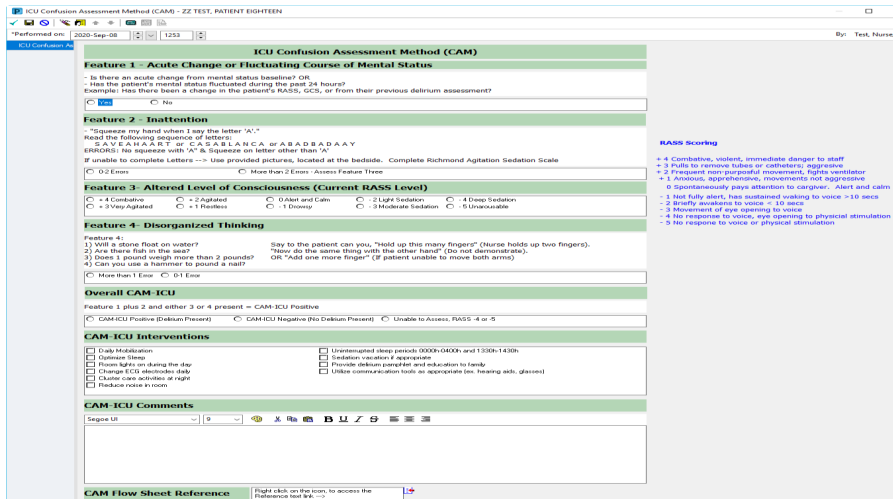 ICU Confusion Assessment Method (CAM) - ZZ TEST, PATIENT EIGHTEEN
*Performed on: 2020-Sep-08 1253 By: Test, Nurse
ICU Confusion As
ICU Confusion Assessment Method (CAM)
Feature 1 - Acute Change or Fluctuating Course of Mental Status
- Is there an acute change from mental status baseline? OR
- Has the patient's mental status fluctuated during the past 24 hours?
Example: Has there been a change in the patient's RASS, GCS, or from their previous delirium assessment?
Yes No
Feature 2 - Inattention
- "Squeeze my hand when I say the letter 'A'."
Read the following sequence of letters:
S A V E A H A A R T or C A S A B L A N C A or A B A D B A D A A Y
ERRORS: No squeeze with 'A" & Squeeze on letter other than 'A'
If unable to complete Letters --> Use provided pictures, located at the bedside. Complete Richmond Agitation Sedation Scale
0-2 Errors More than 2 Errors - Assess Feature Three
Feature 3- Altered Level of Consciousness (Current RASS Level)
+ 4 Combative + 2 Agitated 0 Alert and Calm - 2 Light Sedation - 4 Deep Sedation
+ 3 Very Agitated + 1 Restless - 1 Drowsy - 3 Moderate Sedation - 5 Unarousable
Feature 4- Disorganized Thinking
Feature 4:
1) Will a stone float on water? Say to the patient can you, "Hold up this many fingers" (Nurse holds up two fingers).
2) Are there fish in the sea? "Now do the same thing with the other hand" (Do not demonstrate).
3) Does 1 pound weigh more than 2 pounds? OR "Add one more finger" (If patient unable to move both arms)
4) Can you use a hammer to pound a nail?
More than 1 Error 0-1 Error
Overall CAM-ICU
Feature 1 plus 2 and either 3 or 4 present = CAM-ICU Positive
CAM-ICU Positive (Delirium Present) CAM-ICU Negative (No Delirium Present) Unable to Assess, RASS -4 or -5
CAM-ICU Interventions
Daily Mobilization Uninterrupted sleep periods 0000h-0400h and 1330h-1430h
Optimize Sleep Sedation vacation if appropriate
Room lights on during the day Provide delirium pamphlet and education to family
Change ECG electrodes daily Utilize communication tools as appropriate (ex. hearing aids, glasses)
Cluster care activities at night
Reduce noise in room
CAM-ICU Comments
Segoe UI 9 B U I S
CAM Flow Sheet Reference
Right click on the icon, to access the
Reference text link -->
RASS Scoring
+ 4 Combative, violent, immediate danger to staff
+ 3 Pulls to remove tubes or catheters; aggresive
+ 2 Frequent non-purposful movement, fights ventilator
+ 1 Anxious, apprehensive, movements not aggressive
0 Spontaneously pays attention to cargiver. Alert and calm
- 1 Not fully alert, has sustained waking to voice >10 secs
- 2 Briefly awakens to voice < 10 secs
- 3 Movement of eye opening to voice
- 4 No response to voice, eye opening to physicial stimulation
- 5 No respone to voice or physical stimulation